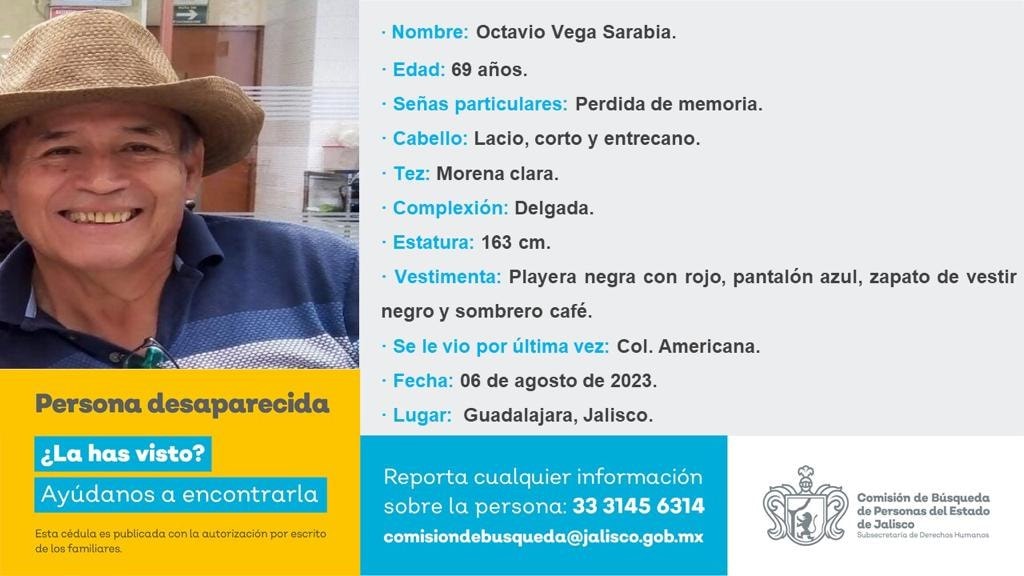 · Nombre: Octavio Vega Sarabia.
· Edad: 69 años.
· Señas particulares: Perdida de memoria.
· Cabello: Lacio, corto y entrecano.
· Tez: Morena clara.
· Complexión: Delgada.
· Estatura: 163 cm.
· Vestimenta: Playera negra con rojo, pantalón azul, zapato de vestir
negro y sombrero café.
· Se le vio por última vez: Col. Americana.
· Fecha: 06 de agosto de 2023.
· Lugar: Guadalajara, Jalisco.
Persona desaparecida
¿La has visto?
Ayúdanos a encontrarla
Esta cédula es publicada con la autorización por escrito
de los familiares.
Reporta cualquier información
sobre la persona: 33 3145 6314
comisiondebusqueda@jalisco.gob.mx
Comisión de Búsqueda
de Personas del Estado
de Jalisco
Subsecretaría de Derechos Humanos